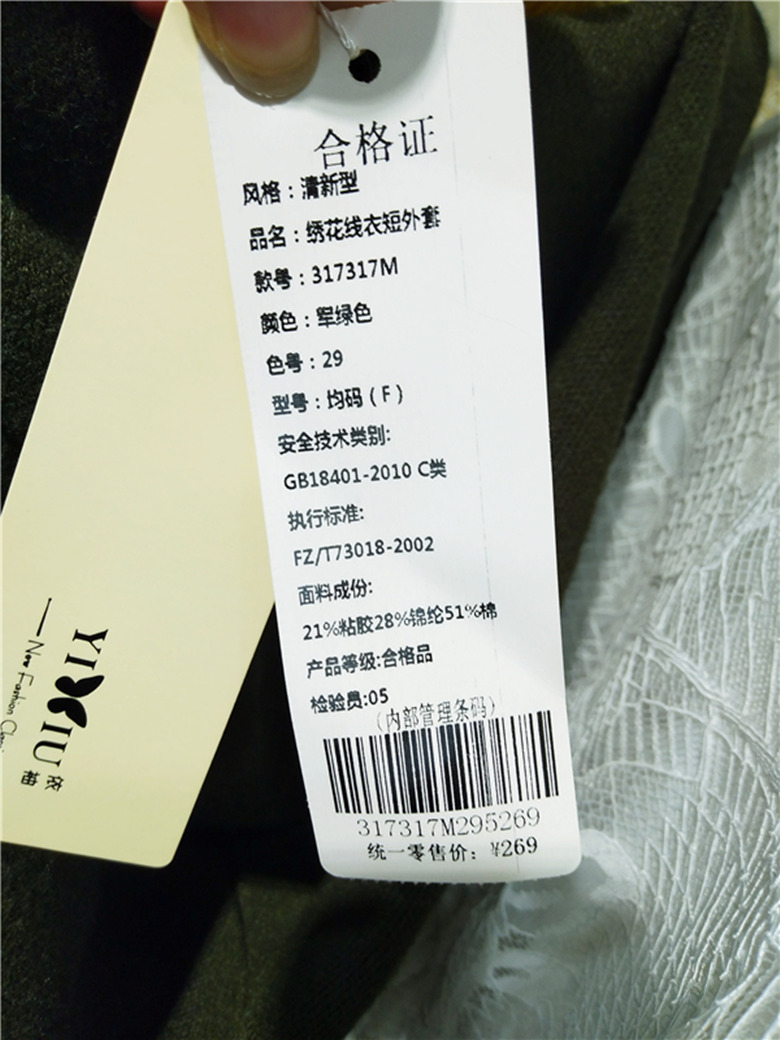 合格证
风格：清新型
品名：绣花线衣短外套
款号：317317M
颜色：军绿色
色号：29
型号：均码（F）
安全技术类别:
GB18401-2010 C类
执行标准:
FZ/T73018-2002
面料成份:
21%粘胶28%锦纶51%棉
产品等级:合格品
检验员:05
（内部管理条码）
317317M295269
统一零售价：¥269
YIXIU
New Fashion
依袖